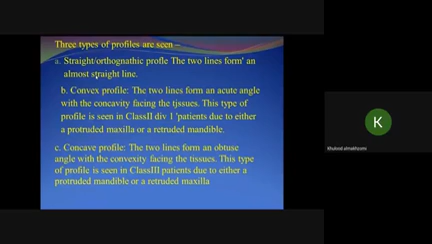 Three types of profiles are seen –
a. Straight/orthognathic profle The two lines form' an
almost straight line.
b. Convex profile: The two lines form an acute angle
with the concavity facing the tissues. This type of
profile is seen in ClassII div 1 'patients due to either
a protruded maxilla or a retruded mandible.
c. Concave profile: The two lines form an obtuse
angle with the convexity facing the tissues. This type
of profile is seen in ClassIII patients due to either a
protruded mandible or a retruded maxilla
K